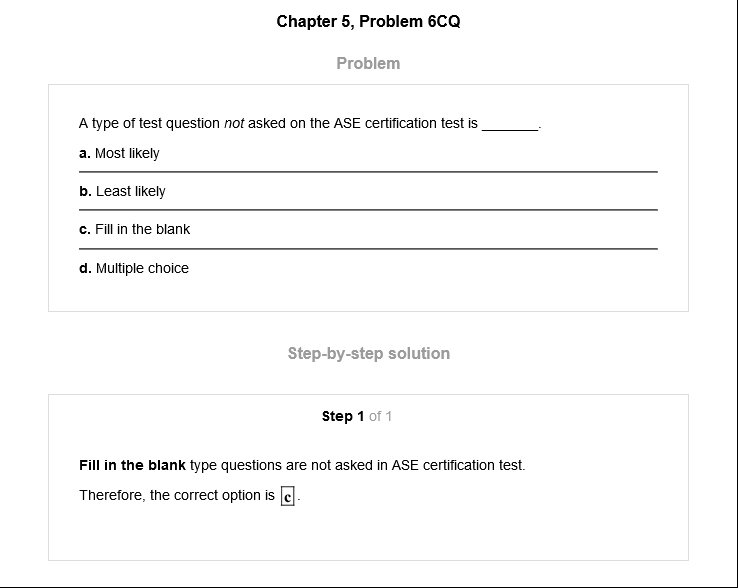 Chapter 5, Problem 6CQ
Problem
A type of test question not asked on the ASE certification test is _______.
a. Most likely
b. Least likely
c. Fill in the blank
d. Multiple choice
Step-by-step solution
Step 1 of 1
Fill in the blank type questions are not asked in ASE certification test.
Therefore, the correct option is c.